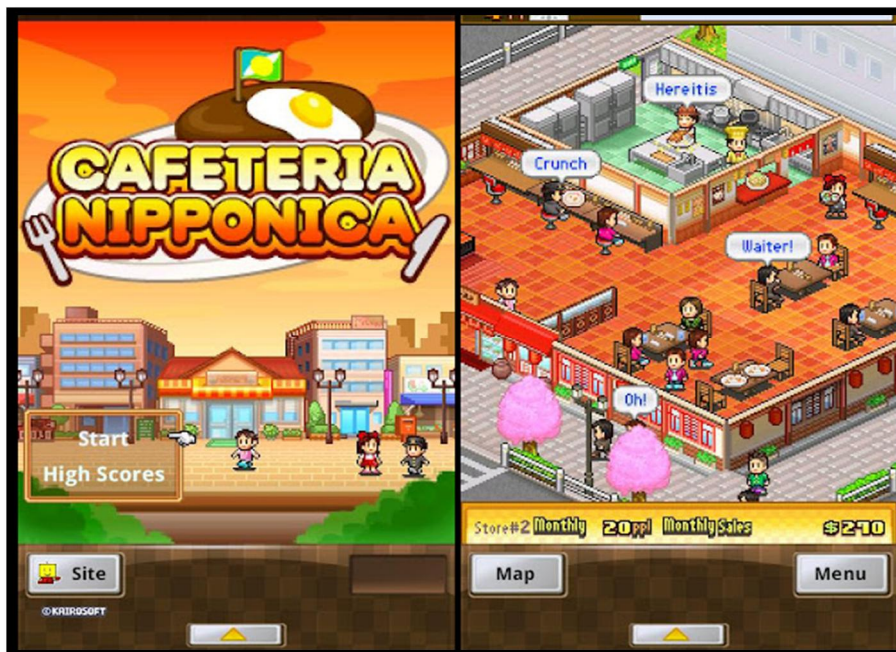 CAFETERIA
NIPPONICA
Start
High Scores
Site
©KAIROSOFT
Hereitis
Crunch
Waiter!
Oh!
Store#2 Monthly 20ppl Monthly Sales $270
Map
Menu